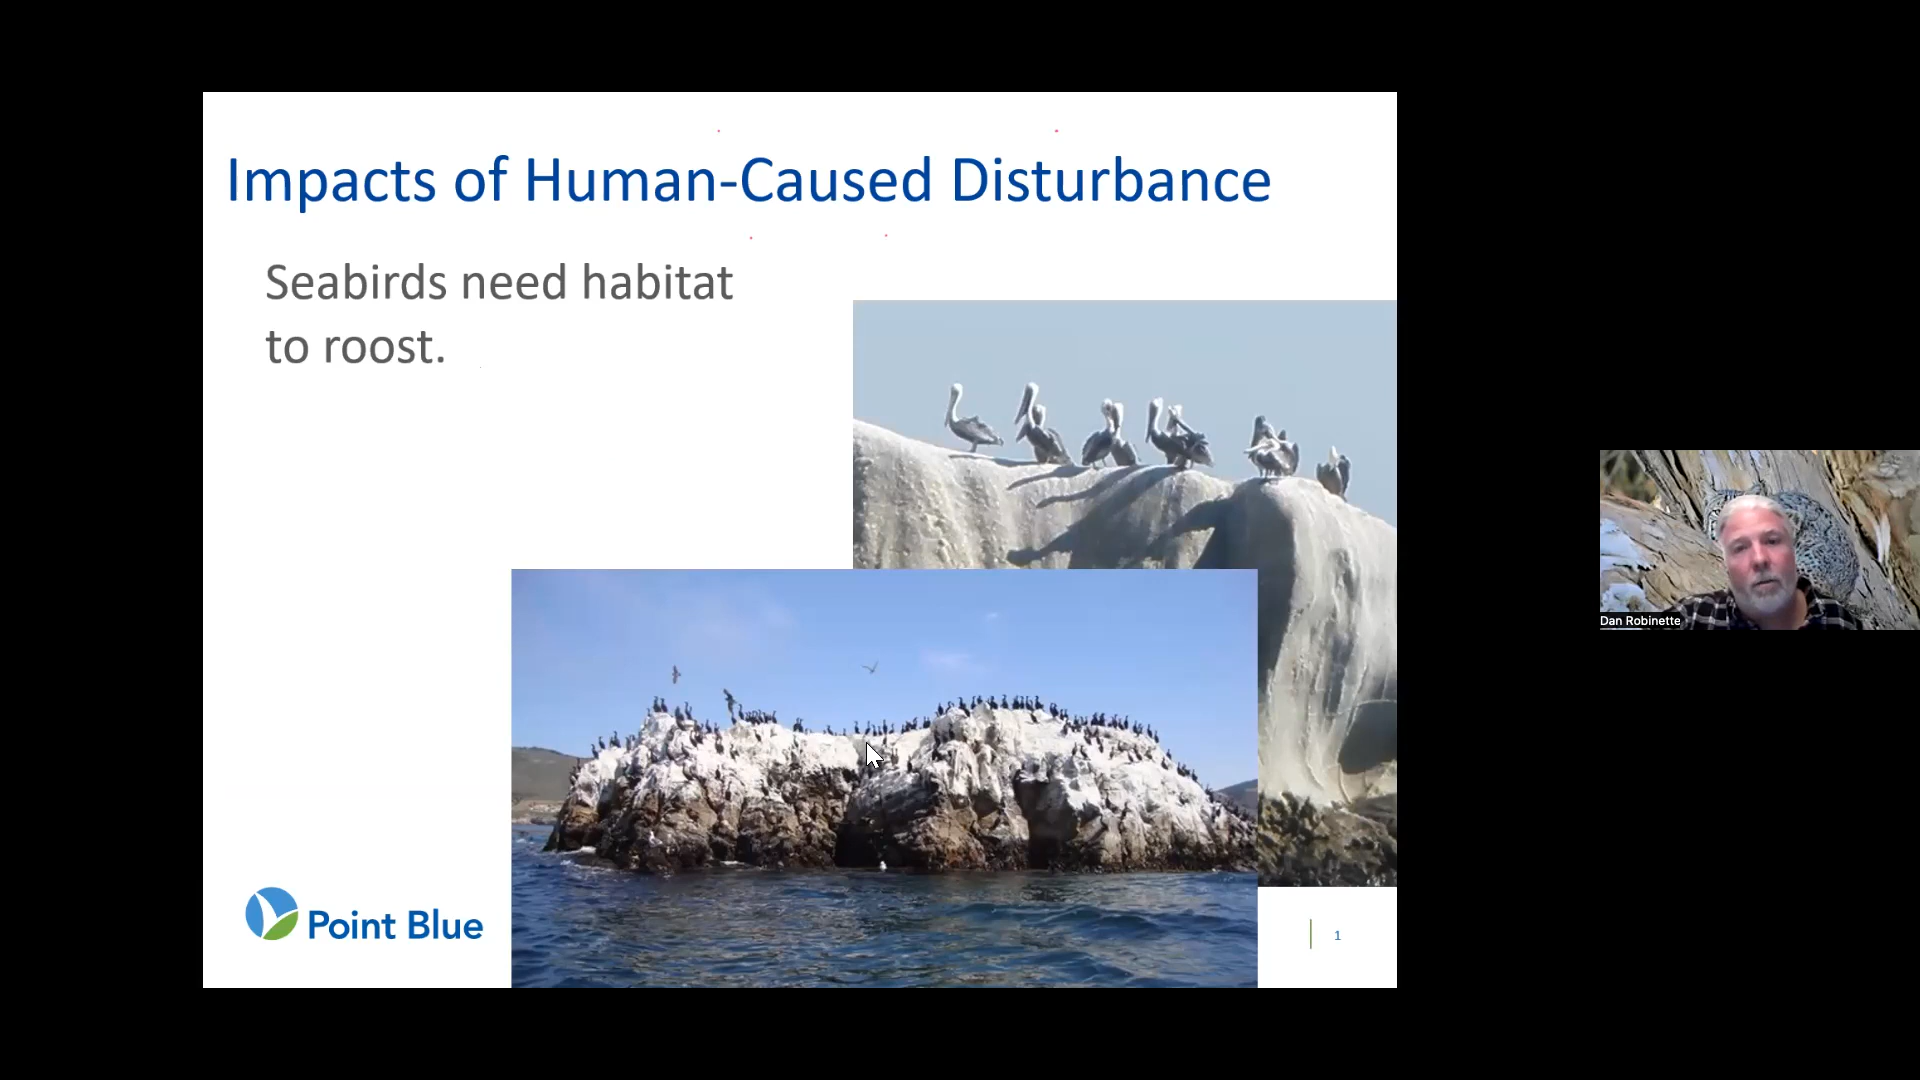 Impacts of Human-Caused Disturbance
Seabirds need habitat
to roost.
Point Blue
1
Dan Robinette